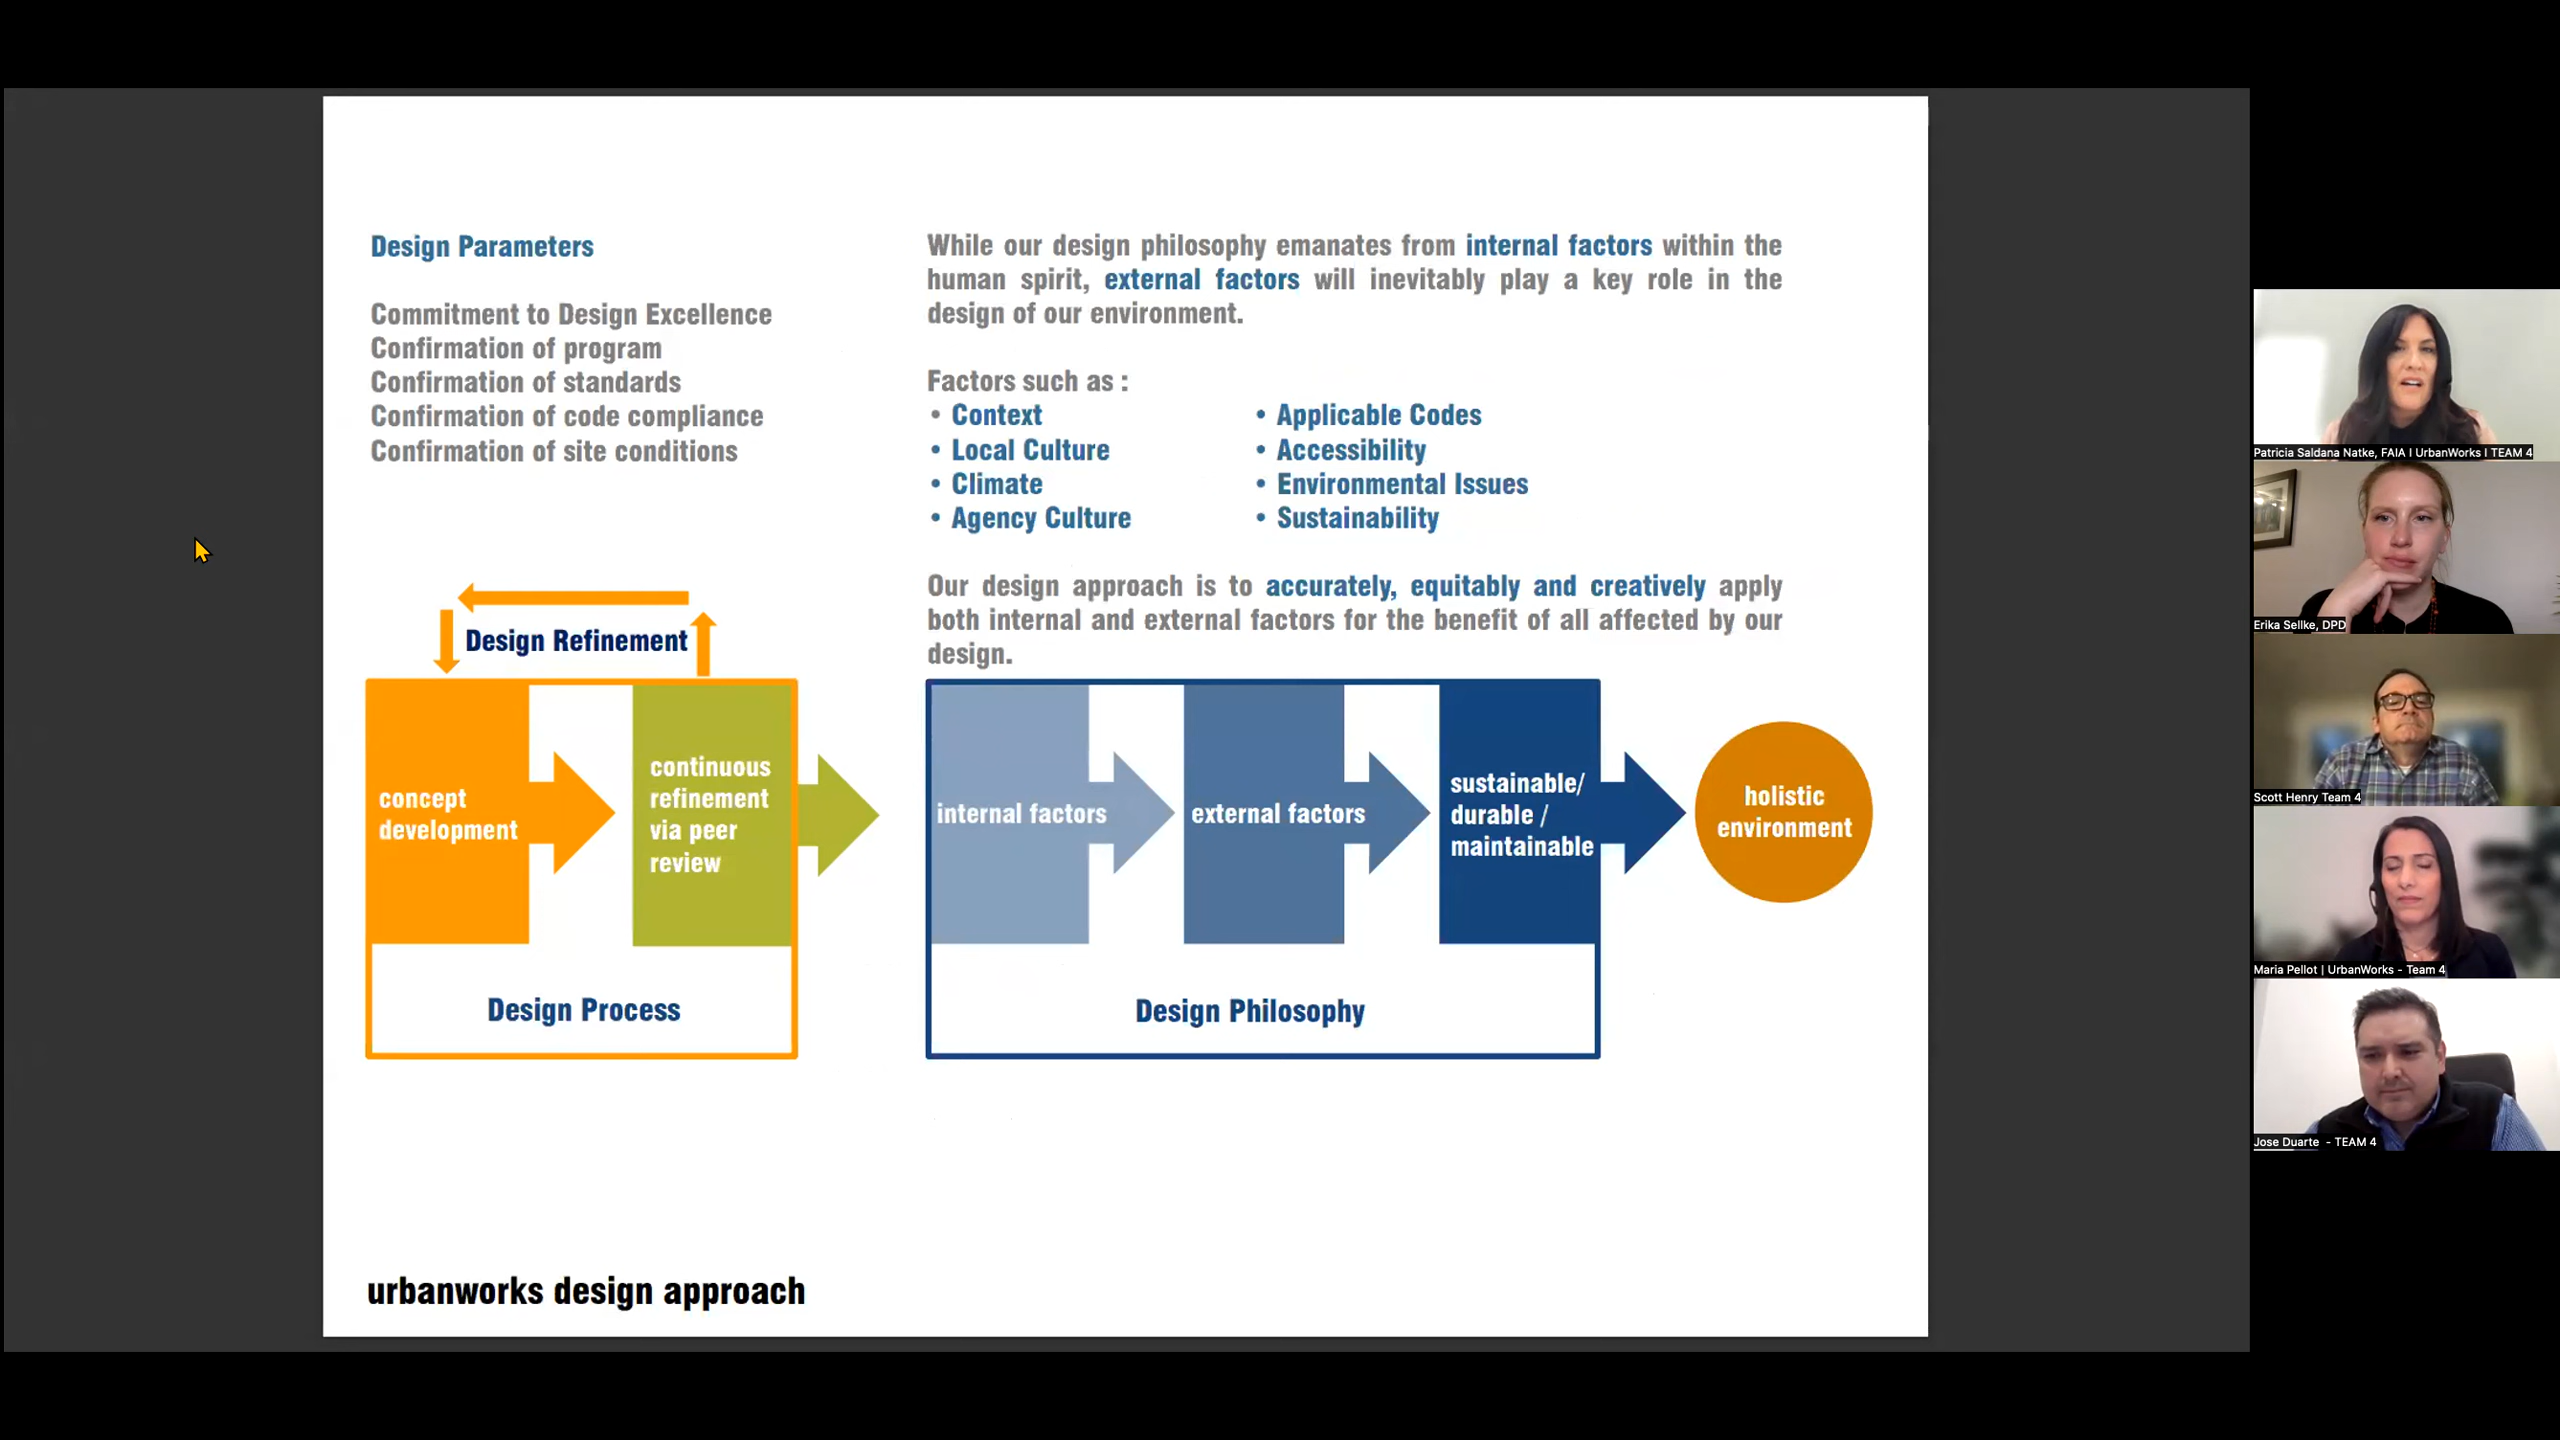 Design Parameters
Commitment to Design Excellence
Confirmation of program
Confirmation of standards
Confirmation of code compliance
Confirmation of site conditions
While our design philosophy emanates from internal factors within the
human spirit, external factors will inevitably play a key role in the
design of our environment.
Factors such as :
• Context
• Local Culture
• Climate
• Agency Culture
• Applicable Codes
• Accessibility
• Environmental Issues
• Sustainability
Our design approach is to accurately, equitably and creatively apply
both internal and external factors for the benefit of all affected by our
design.
Design Refinement
concept
development
continuous
refinement
via peer
review
Design Process
internal factors
external factors
sustainable/
durable /
maintainable
Design Philosophy
holistic
environment
urbanworks design approach
Patricia Saldana Natke, FAIA I UrbanWorks I TEAM 4
Erika Sellke, DPD
Scott Henry Team 4
Maria Pellot | UrbanWorks - Team 4
Jose Duarte - TEAM 4